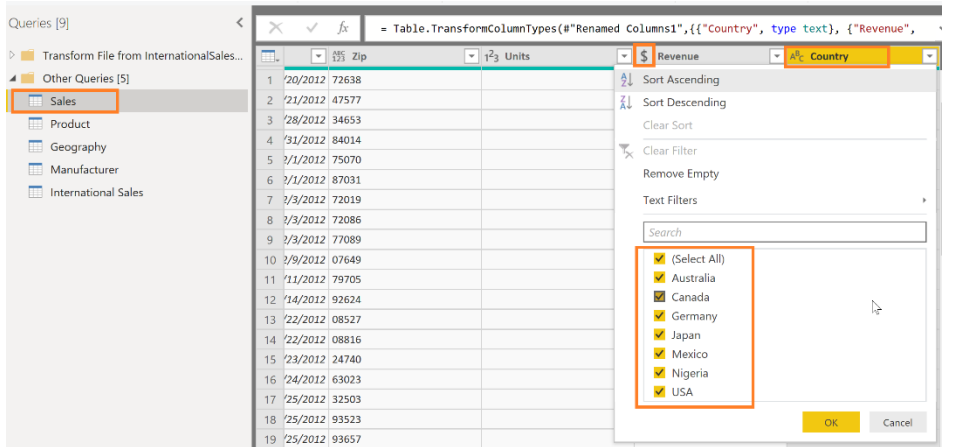 Queries [9]
<
fx
= Table.TransformColumnTypes(#"Renamed Columns1",{{"Country", type text}, {"Revenue",
Transform File from InternationalSales...
Other Queries [5]
Sales
Product
Geography
Manufacturer
International Sales
ABC 123 Zip
1²3 Units
$ Revenue
ABC Country
1 /20/2012 72638
2 /21/2012 47577
3 /28/2012 34653
4 /31/2012 84014
5 2/1/2012 75070
6 2/1/2012 87031
7 2/3/2012 72019
8 2/3/2012 72086
9 2/3/2012 77089
10 2/9/2012 07649
11 /11/2012 79705
12 /14/2012 92624
13 /22/2012 08527
14 /22/2012 08816
15 /23/2012 24740
16 /24/2012 63023
17 /25/2012 32503
18 /25/2012 93523
19 /25/2012 93657
Sort Ascending
Sort Descending
Clear Sort
Clear Filter
Remove Empty
Text Filters
Search
(Select All)
Australia
Canada
Germany
Japan
Mexico
Nigeria
USA
OK
Cancel